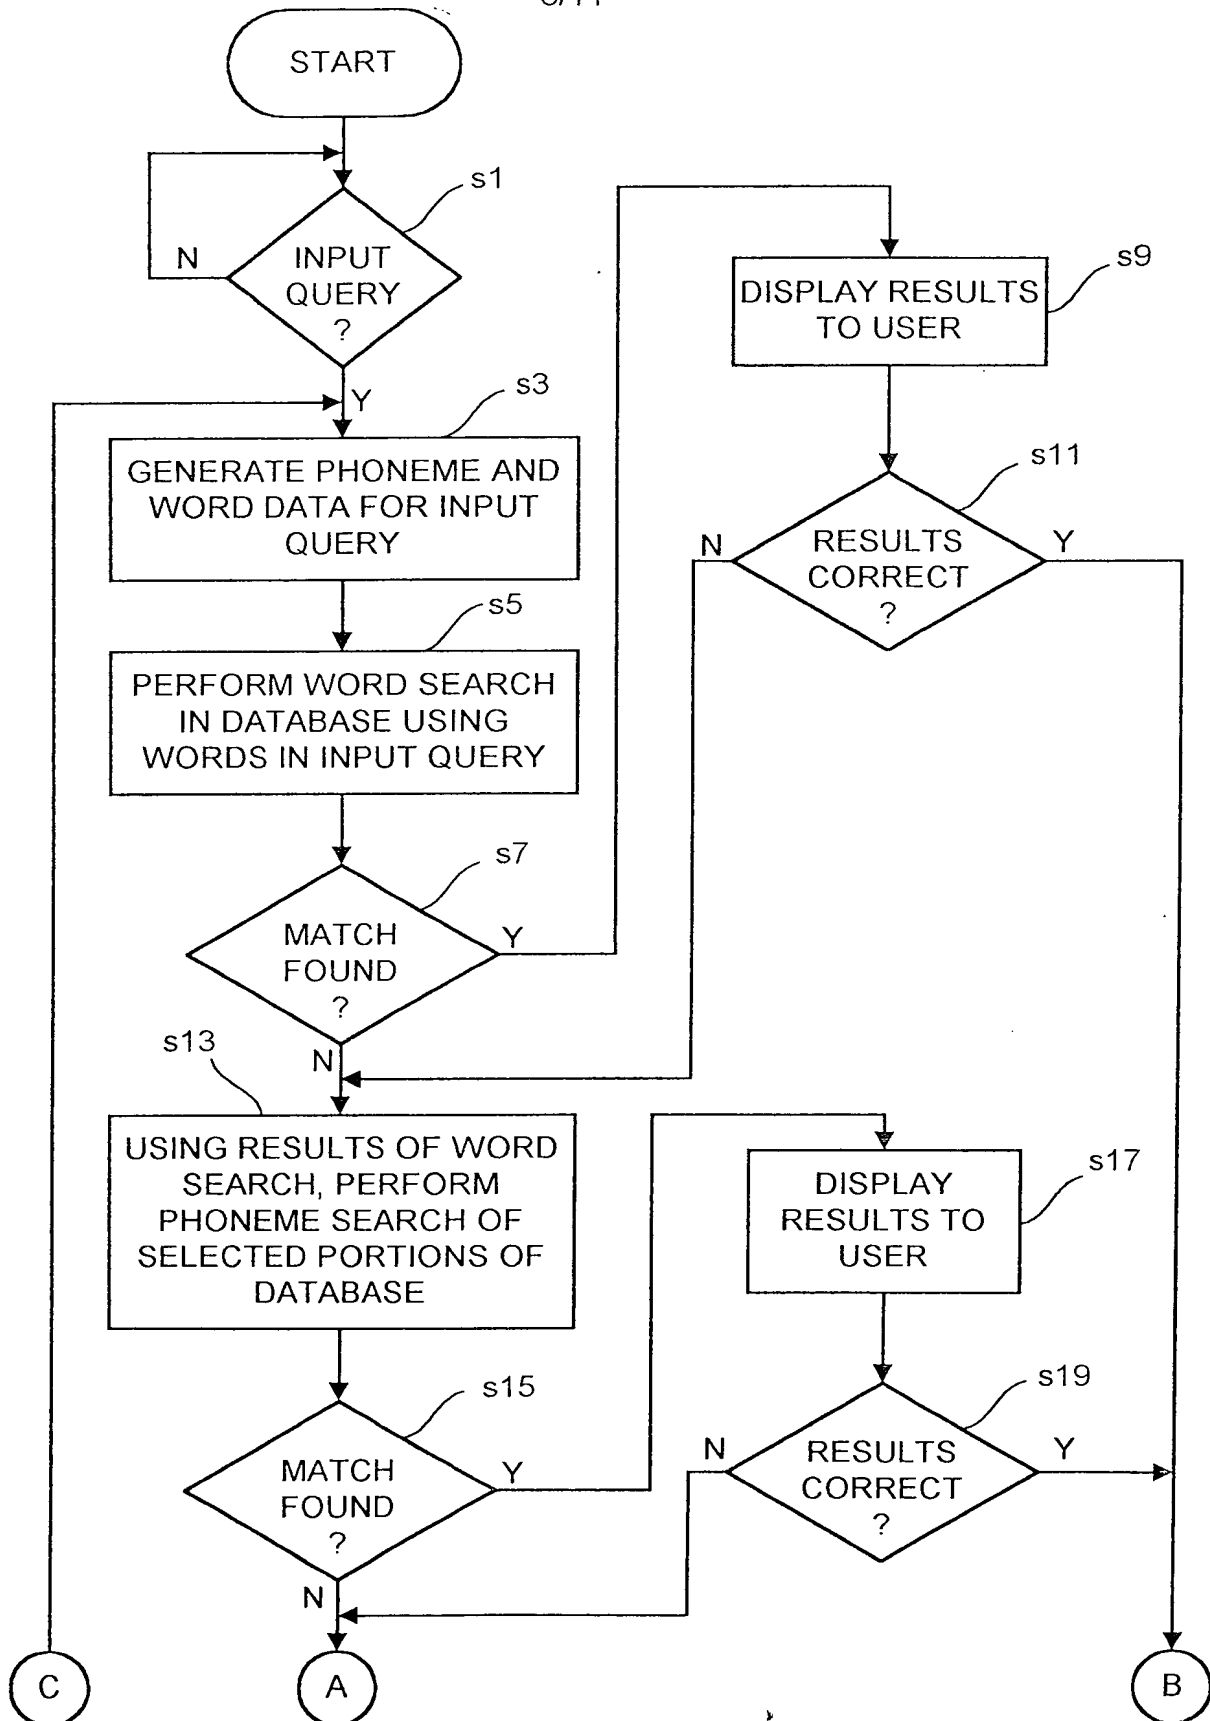 START
s1
N
INPUT
QUERY
?
Y
s3
GENERATE PHONEME AND
WORD DATA FOR INPUT
QUERY
s5
PERFORM WORD SEARCH
IN DATABASE USING
WORDS IN INPUT QUERY
s7
MATCH
FOUND
?
Y
N
s9
DISPLAY RESULTS
TO USER
s11
N
RESULTS
CORRECT
?
Y
s13
USING RESULTS OF WORD
SEARCH, PERFORM
PHONEME SEARCH OF
SELECTED PORTIONS OF
DATABASE
s15
MATCH
FOUND
?
Y
N
s17
DISPLAY
RESULTS TO
USER
s19
N
RESULTS
CORRECT
?
Y
C
A
B